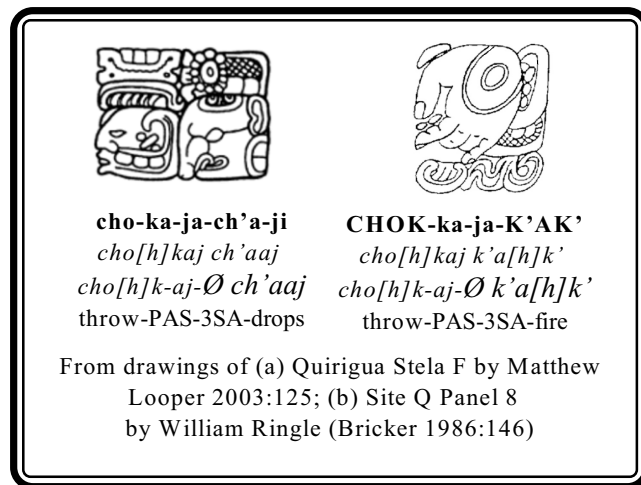 cho-ka-ja-ch’a-ji
cho[h]kaj ch’aaj
cho[h]k-aj-Ø ch’aaj
throw-PAS-3SA-drops
CHOK-ka-ja-K’AK’
cho[h]kaj k’a[h]k’
cho[h]k-aj-Ø k’a[h]k’
throw-PAS-3SA-fire
From drawings of (a) Quirigua Stela F by Matthew
Looper 2003:125; (b) Site Q Panel 8
by William Ringle (Bricker 1986:146)